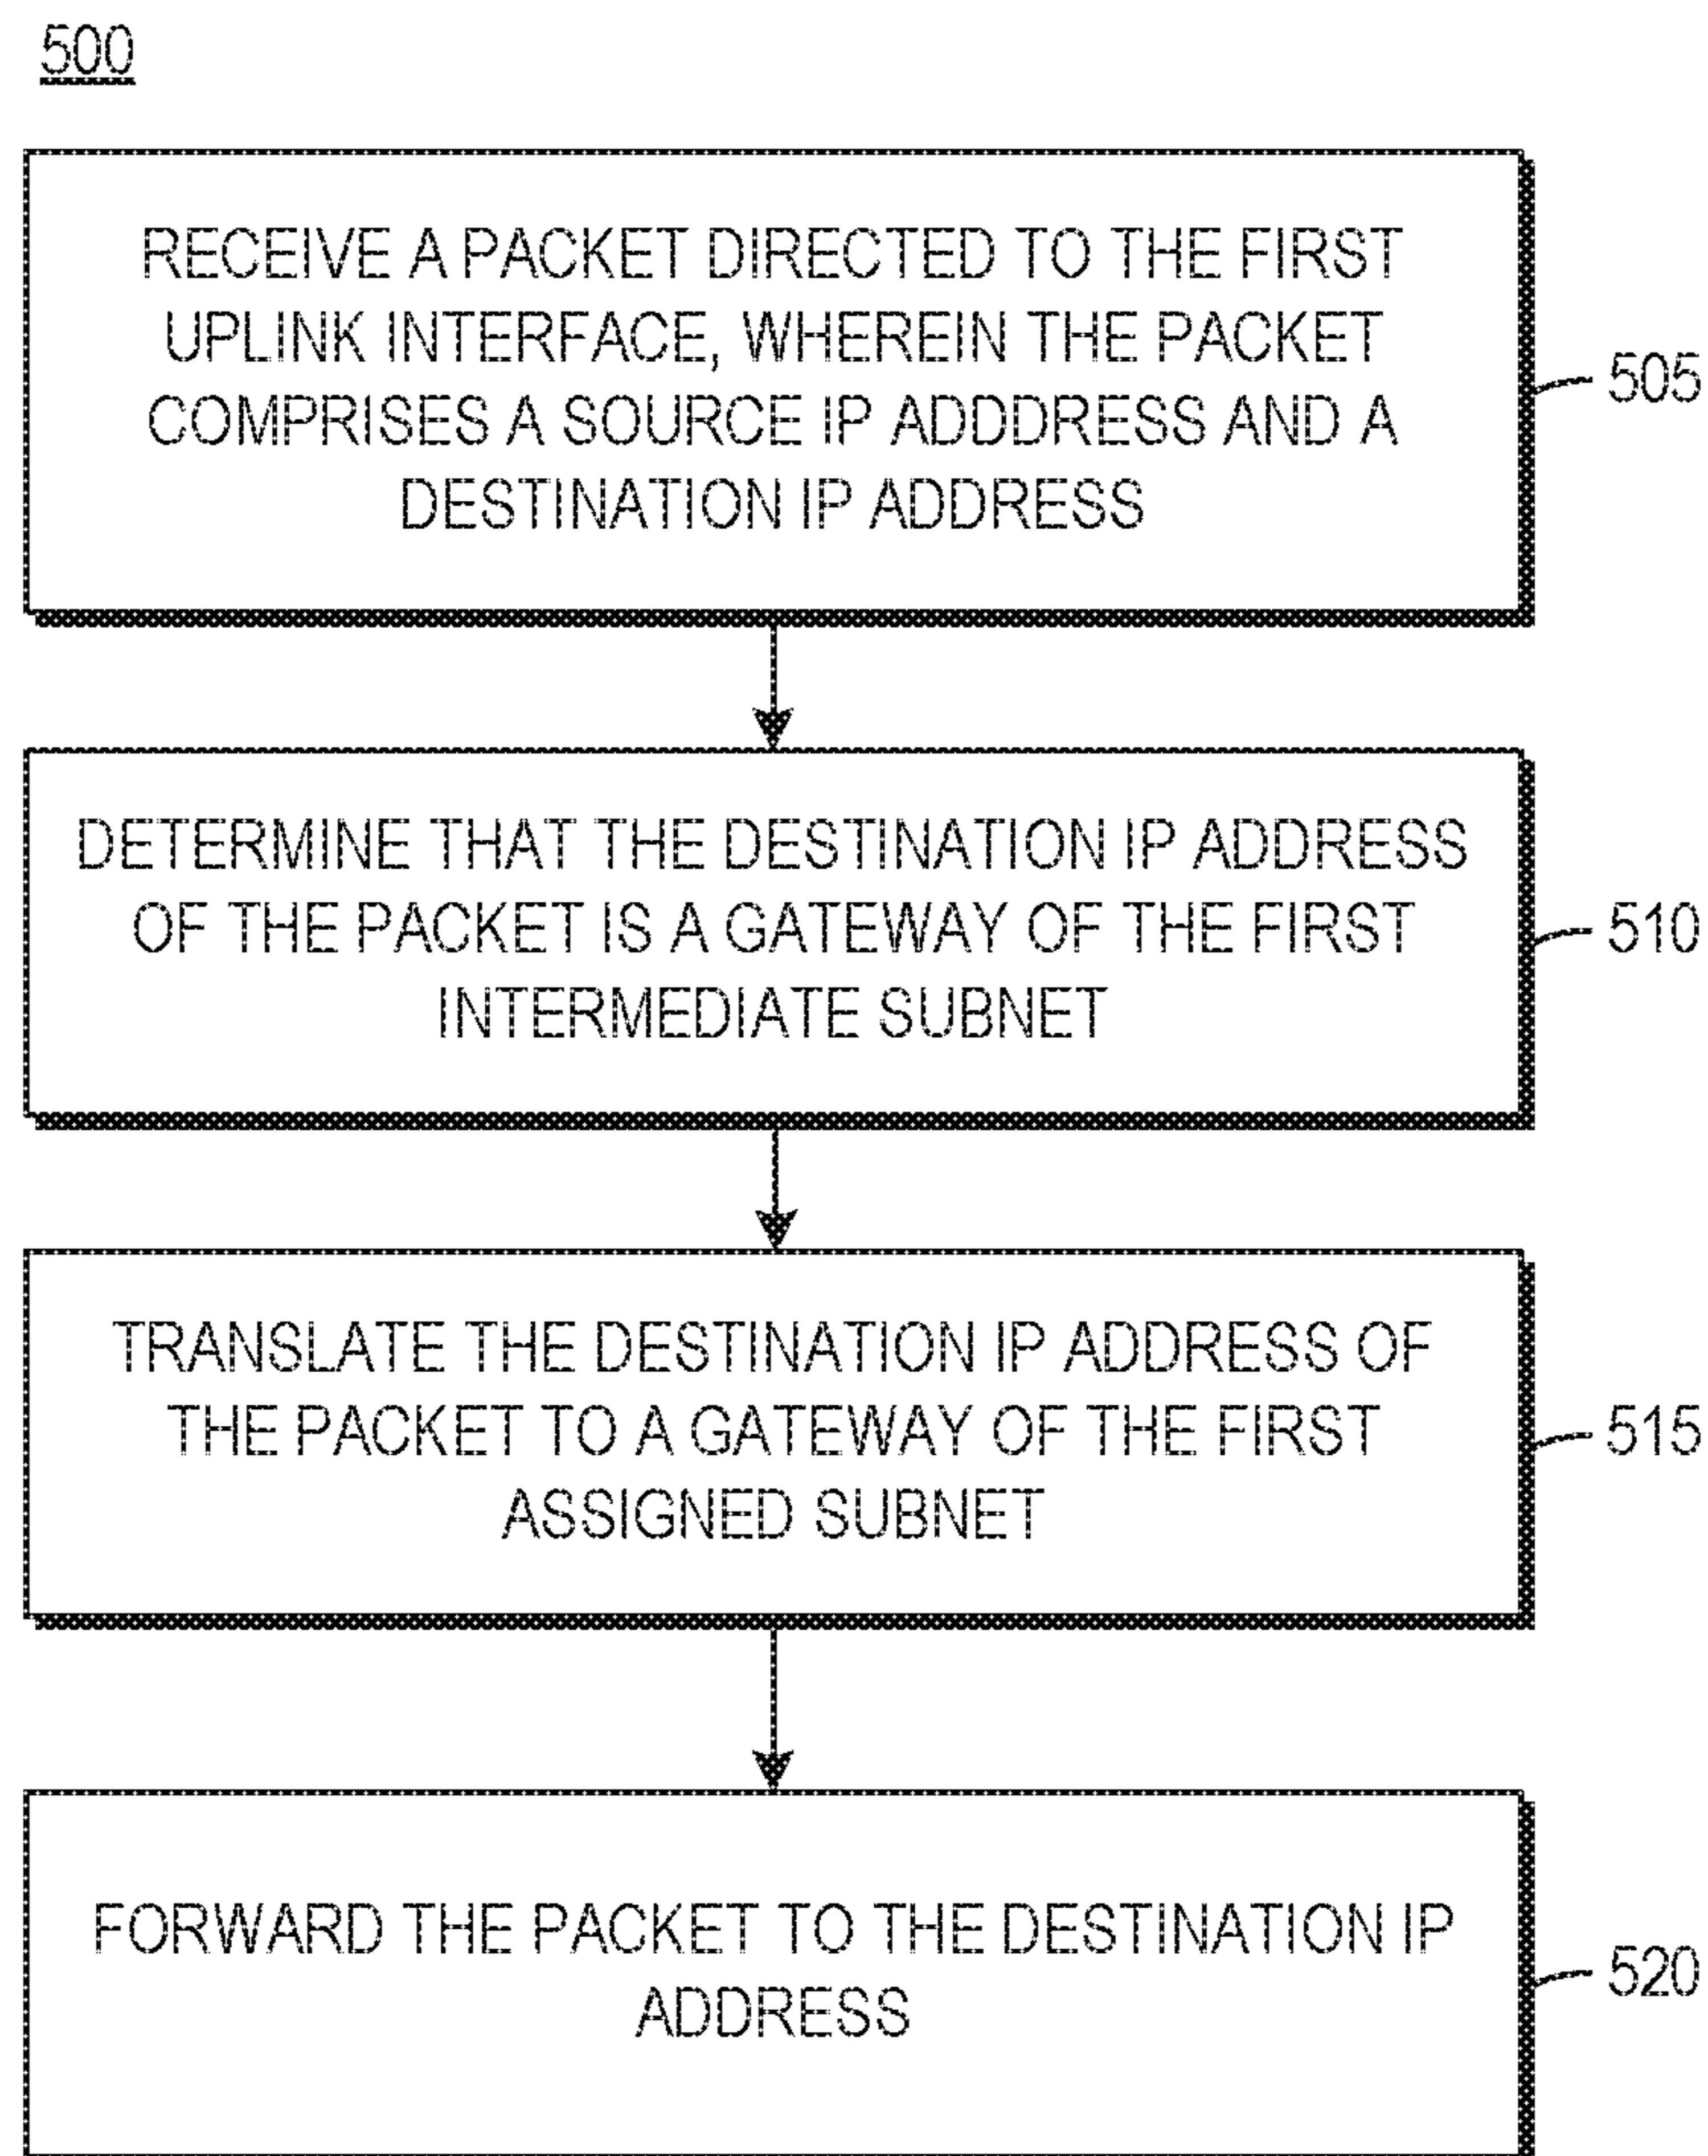 500
RECEIVE A PACKET DIRECTED TO THE FIRST
UPLINK INTERFACE, WHEREIN THE PACKET
COMPRISES A SOURCE IP ADDDRESS AND A
DESTINATION IP ADDRESS
505
DETERMINE THAT THE DESTINATION IP ADDRESS
OF THE PACKET IS A GATEWAY OF THE FIRST
INTERMEDIATE SUBNET
510
TRANSLATE THE DESTINATION IP ADDRESS OF
THE PACKET TO A GATEWAY OF THE FIRST
ASSIGNED SUBNET
515
FORWARD THE PACKET TO THE DESTINATION IP
ADDRESS
520